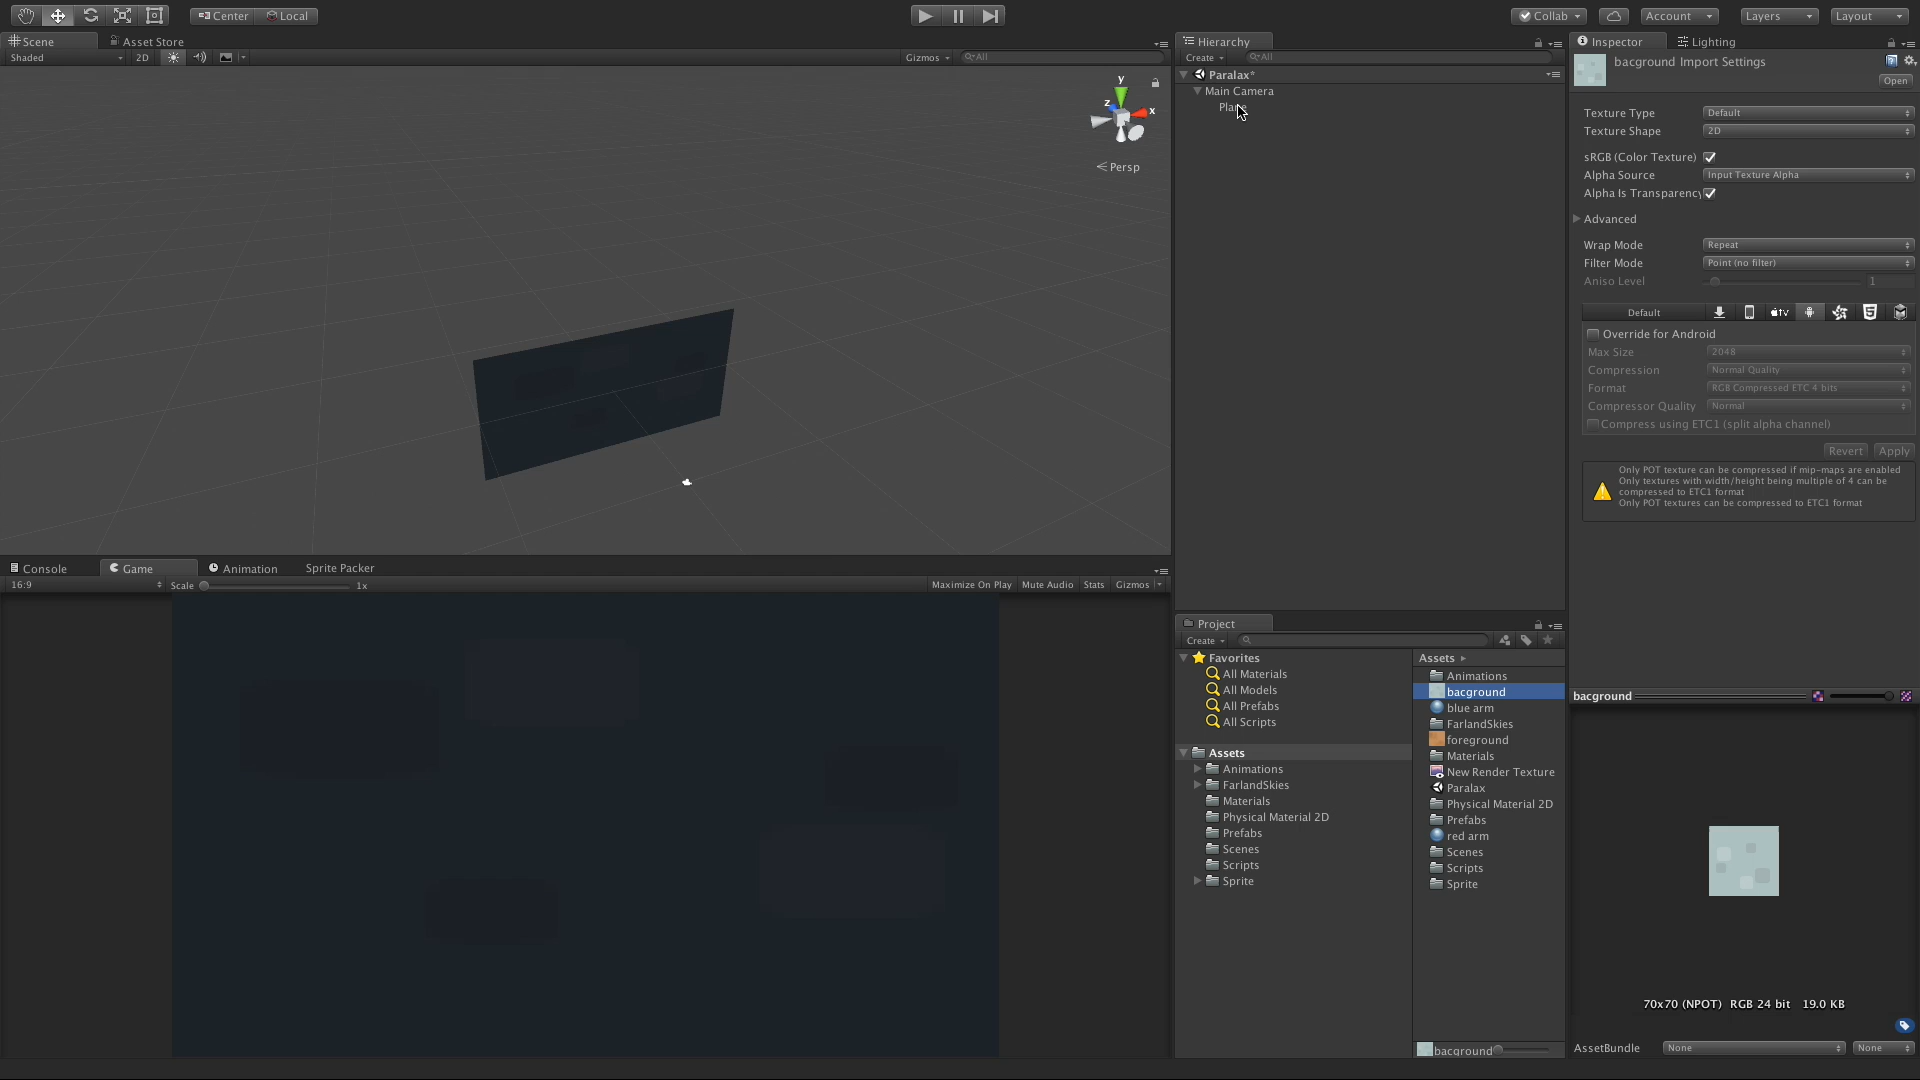 Center Local
Collab Account Layers Layout
Scene Asset Store
Shaded 2D Gizmos All
y
z x
Persp
Console Game Animation Sprite Packer
16:9 Scale 1x Maximize On Play Mute Audio Stats Gizmos
Hierarchy
Create All
Paralax*
Main Camera
Plane
Project
Create
Favorites
All Materials
All Models
All Prefabs
All Scripts
Assets
Animations
FarlandSkies
Materials
Physical Material 2D
Prefabs
Scenes
Scripts
Sprite
Assets
Animations
bacground
blue arm
FarlandSkies
foreground
Materials
New Render Texture
Paralax
Physical Material 2D
Prefabs
red arm
Scenes
Scripts
Sprite
bacground
Inspector Lighting
bacground Import Settings
Open
Texture Type Default
Texture Shape 2D
sRGB (Color Texture)
Alpha Source Input Texture Alpha
Alpha Is Transparency
Advanced
Wrap Mode Repeat
Filter Mode Point (no filter)
Aniso Level 1
Default tv
Override for Android
Max Size 2048
Compression Normal Quality
Format RGB Compressed ETC 4 bits
Compressor Quality Normal
Compress using ETC1 (split alpha channel)
Revert Apply
Only POT texture can be compressed if mip-maps are enabled
Only textures with width/height being multiple of 4 can be
compressed to ETC1 format
Only POT textures can be compressed to ETC1 format
bacground
70x70 (NPOT) RGB 24 bit 19.0 KB
AssetBundle None None